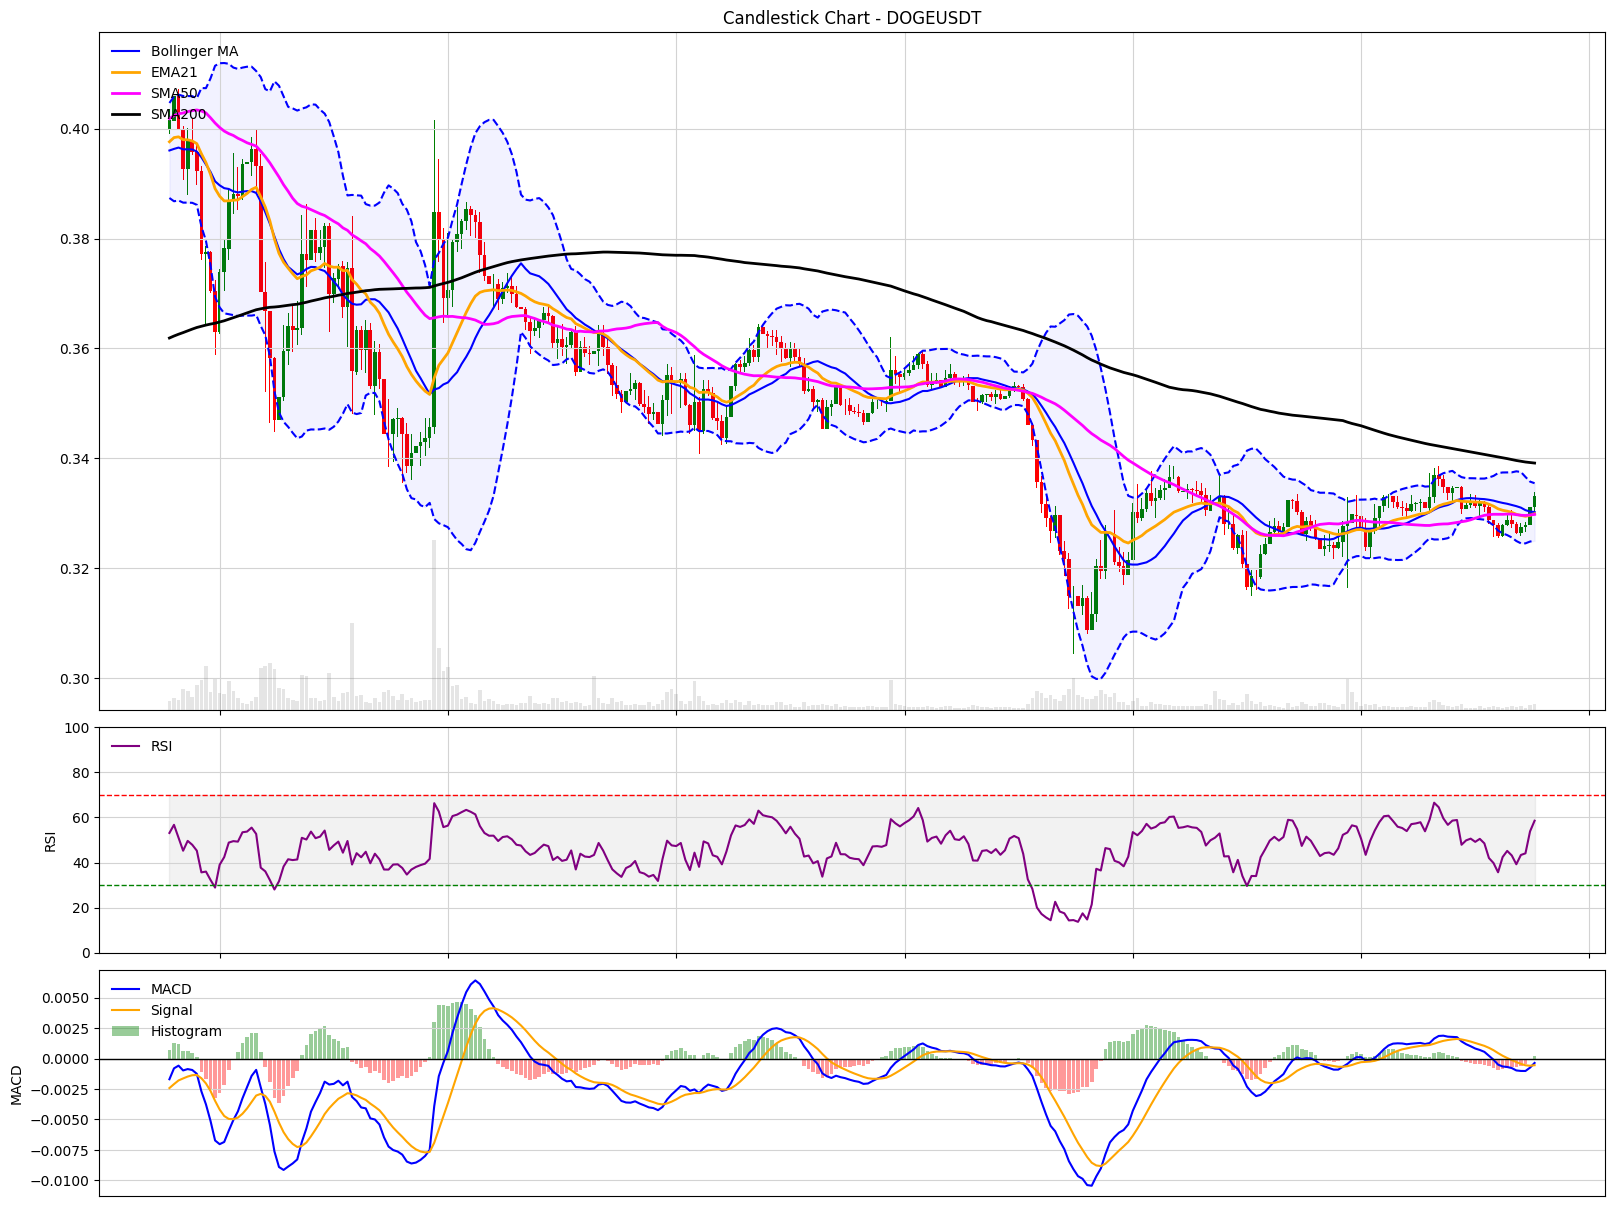 Candlestick Chart - DOGEUSDT
Bollinger MA
EMA21
SMA50
SMA200
0.40
0.38
0.36
0.34
0.32
0.30
RSI
100
80
60
40
20
0
RSI
MACD
Signal
Histogram
0.0050
0.0025
0.0000
−0.0025
−0.0050
−0.0075
−0.0100
MACD